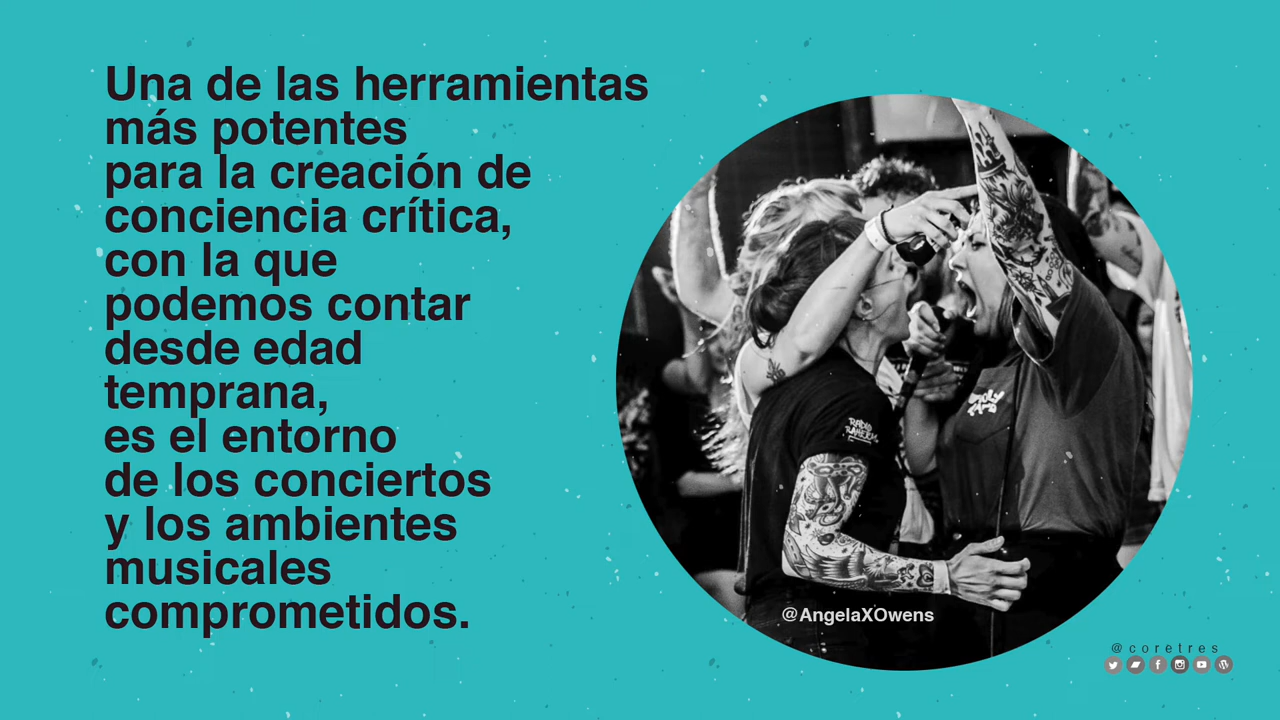 Una de las herramientas
más potentes
para la creación de
conciencia crítica,
con la que
podemos contar
desde edad
temprana,
es el entorno
de los conciertos
y los ambientes
musicales
comprometidos.
RADIO
@AngelaXOwens
@coretres